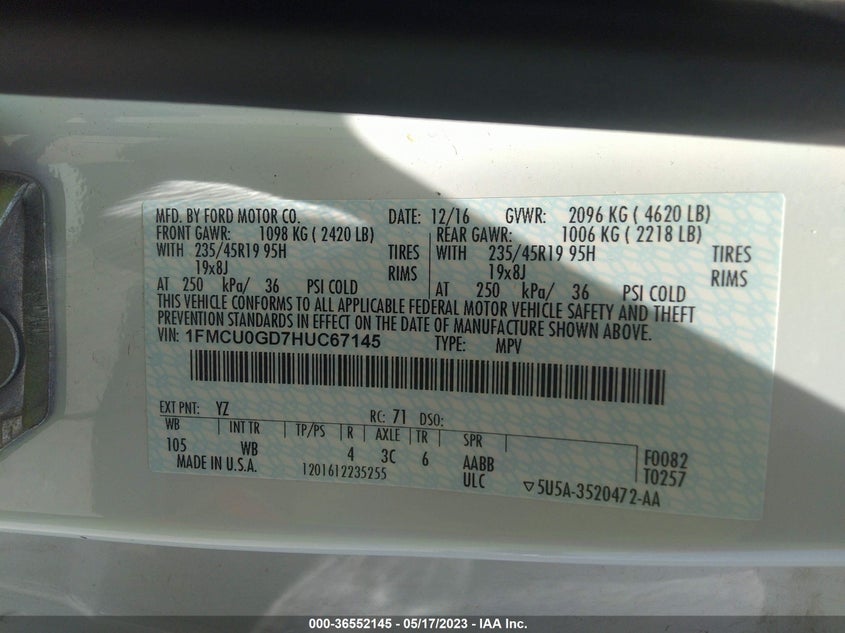 MFD. BY FORD MOTOR CO. DATE: 12/16 GVWR: 2096 KG ( 4620 LB)
FRONT GAWR: 1098 KG ( 2420 LB) REAR GAWR: 1006 KG ( 2218 LB)
WITH 235/45R19 95H TIRES WITH 235/45R19 95H TIRES
19x8J RIMS 19x8J RIMS
AT 250 kPa/ 36 PSI COLD AT 250 kPa/ 36 PSI COLD
THIS VEHICLE CONFORMS TO ALL APPLICABLE FEDERAL MOTOR VEHICLE SAFETY AND THEFT
PREVENTION STANDARDS IN EFFECT ON THE DATE OF MANUFACTURE SHOWN ABOVE.
VIN: 1FMCU0GD7HUC67145 TYPE: MPV
EXT PNT: YZ RC: 71 DSO:
WB INT TR TP/PS R AXLE TR SPR
105 WB 4 3C 6 AABB F0082
MADE IN U.S.A. 1201612235255 ULC T0257
▽5U5A-3520472-AA
000-36552145 - 05/17/2023 - IAA Inc.